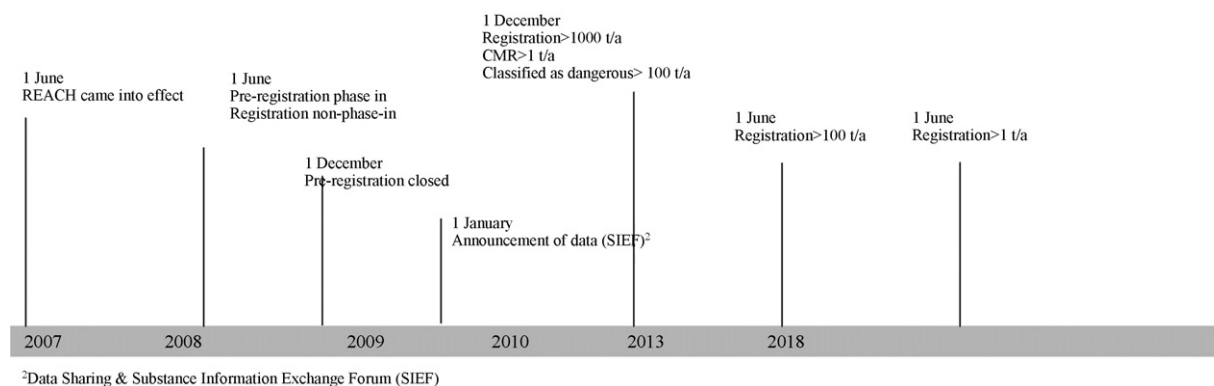 1 December
Registration>1000 t/a
CMR>1 t/a
Classified as dangerous> 100 t/a
1 June
REACH came into effect
1 June
Pre-registration phase in
Registration non-phase-in
1 December
Pre-registration closed
1 January
Announcement of data (SIEF)2
1 June
Registration>100 t/a
1 June
Registration>1 t/a
2007 2008 2009 2010 2013 2018
2Data Sharing & Substance Information Exchange Forum (SIEF)